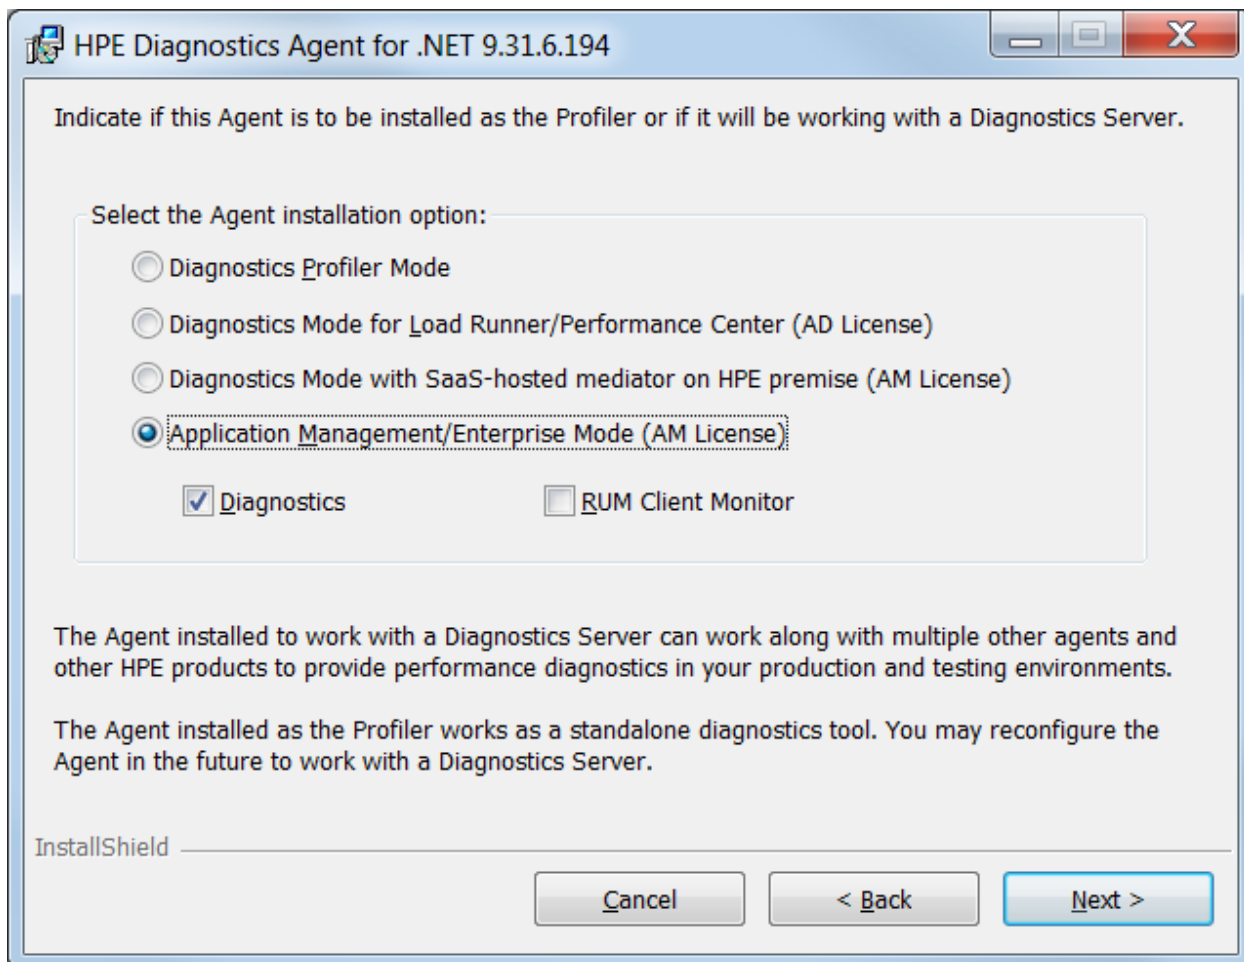 HPE Diagnostics Agent for .NET 9.31.6.194
Indicate if this Agent is to be installed as the Profiler or if it will be working with a Diagnostics Server.
Select the Agent installation option:
Diagnostics Profiler Mode
Diagnostics Mode for Load Runner/Performance Center (AD License)
Diagnostics Mode with SaaS-hosted mediator on HPE premise (AM License)
Application Management/Enterprise Mode (AM License)
Diagnostics
RUM Client Monitor
The Agent installed to work with a Diagnostics Server can work along with multiple other agents and
other HPE products to provide performance diagnostics in your production and testing environments.
The Agent installed as the Profiler works as a standalone diagnostics tool. You may reconfigure the
Agent in the future to work with a Diagnostics Server.
InstallShield
Cancel
< Back
Next >